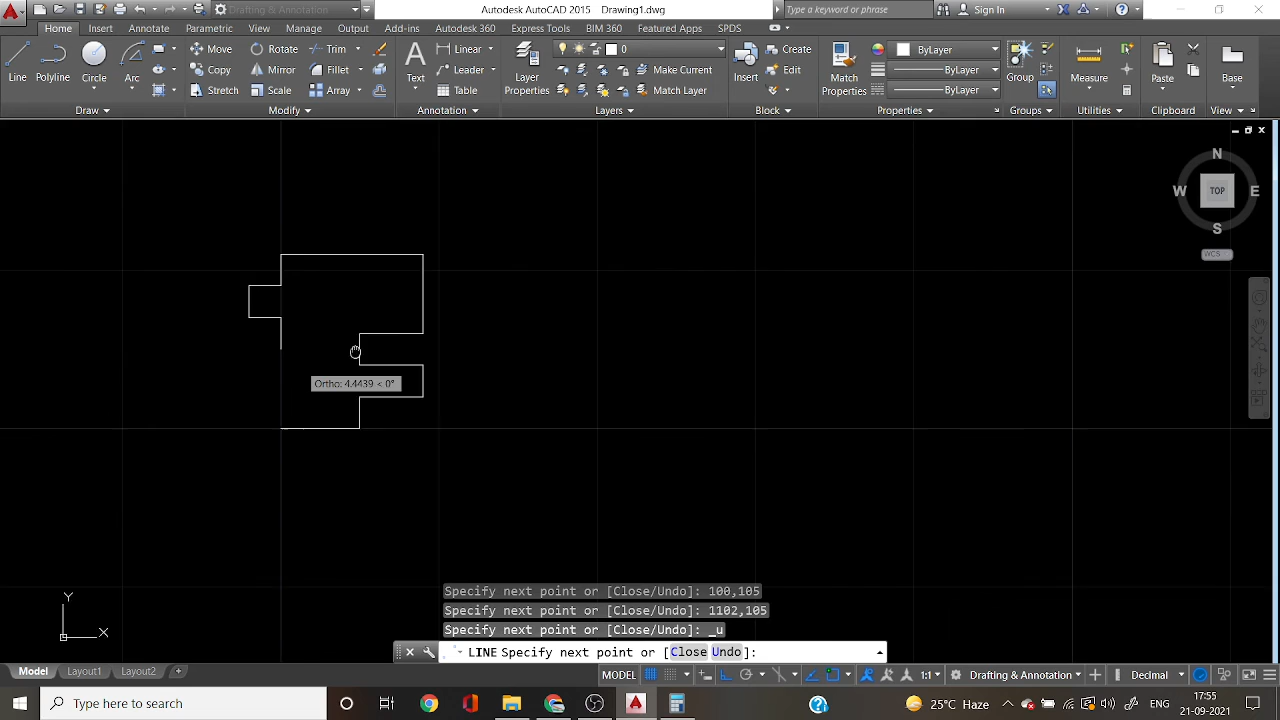 Drafting & Annotation
Autodesk AutoCAD 2015 Drawing1.dwg
Type a keyword or phrase
Sign In
Home Insert Annotate Parametric View Manage Output Add-ins Autodesk 360 Express Tools BIM 360 Featured Apps SPDS
Line Polyline Circle Arc
Move Rotate Trim
Copy Mirror Fillet
Stretch Scale Array
Text
Linear
Leader
Table
Layer Properties
0
Make Current
Match Layer
Insert
Create
Edit
Match Properties
ByLayer
ByLayer
ByLayer
Group
Measure
Paste
Base
Draw Modify Annotation Layers Block Properties Groups Utilities Clipboard View
N
W TOP E
S
WCS
Ortho: 4.4439 < 0°
Y
X
Specify next point or [Close/Undo]: 100,105
Specify next point or [Close/Undo]: 1102,105
Specify next point or [Close/Undo]: _u
LINE Specify next point or [Close Undo]:
Model Layout1 Layout2 +
MODEL 1:1 Drafting & Annotation Decimal
Type here to search
25°C Haze
ENG
17:55
21-09-2021